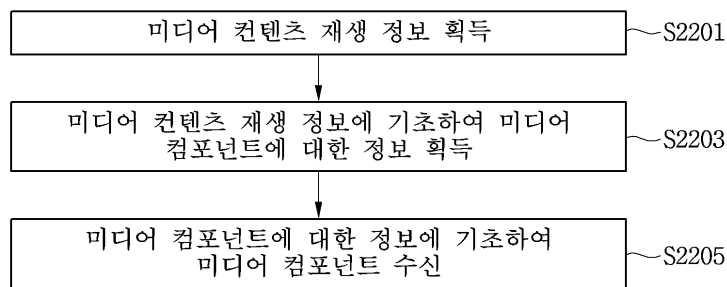 미디어 컨텐츠 재생 정보 획득
S2201
미디어 컨텐츠 재생 정보에 기초하여 미디어
컴포넌트에 대한 정보 획득
S2203
미디어 컴포넌트에 대한 정보에 기초하여
미디어 컴포넌트 수신
S2205